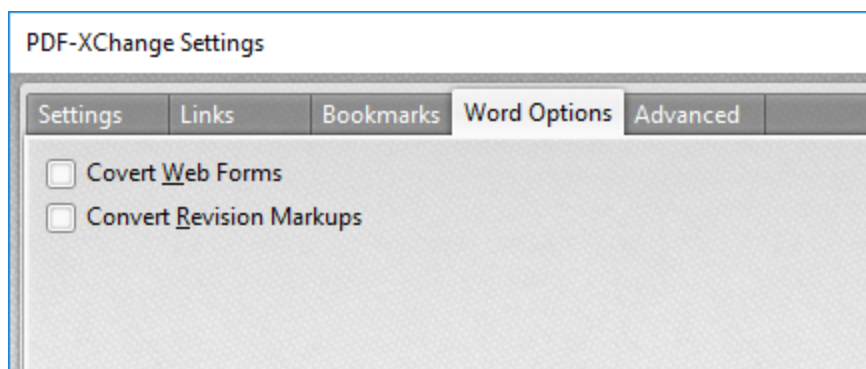 PDF-XChange Settings
Settings Links Bookmarks Word Options Advanced
Covert Web Forms
Convert Revision Markups